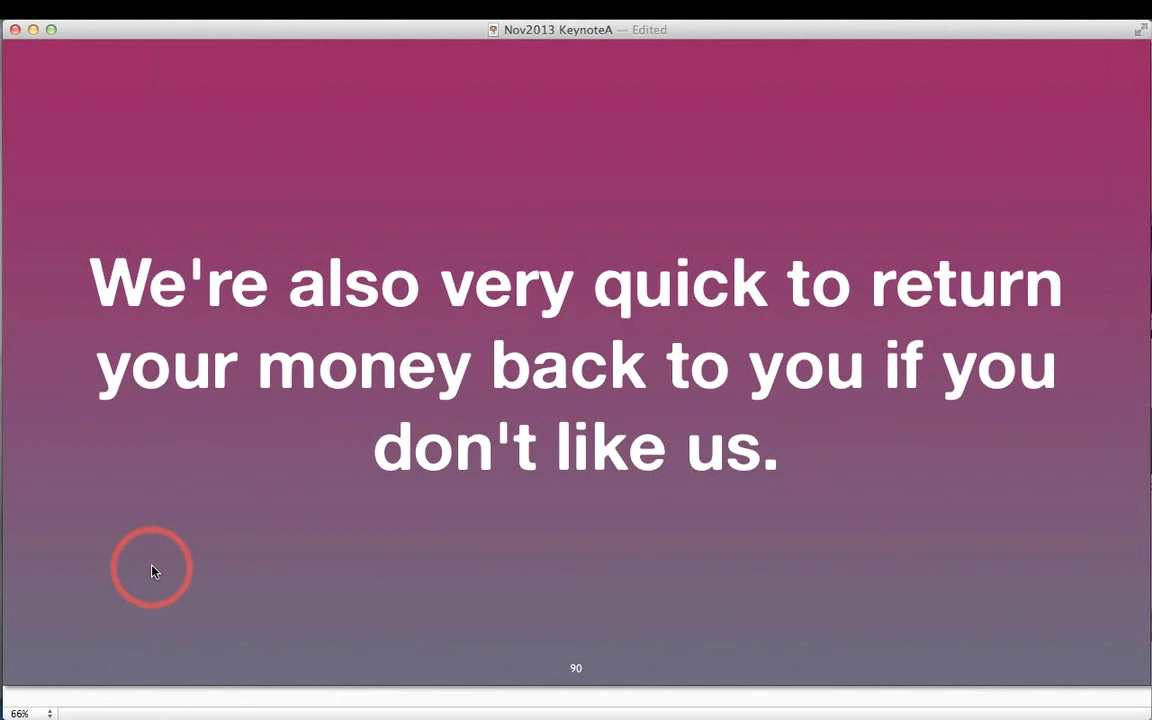 Nov2013 KeynoteA — Edited
We're also very quick to return
your money back to you if you
don't like us.
90
66%